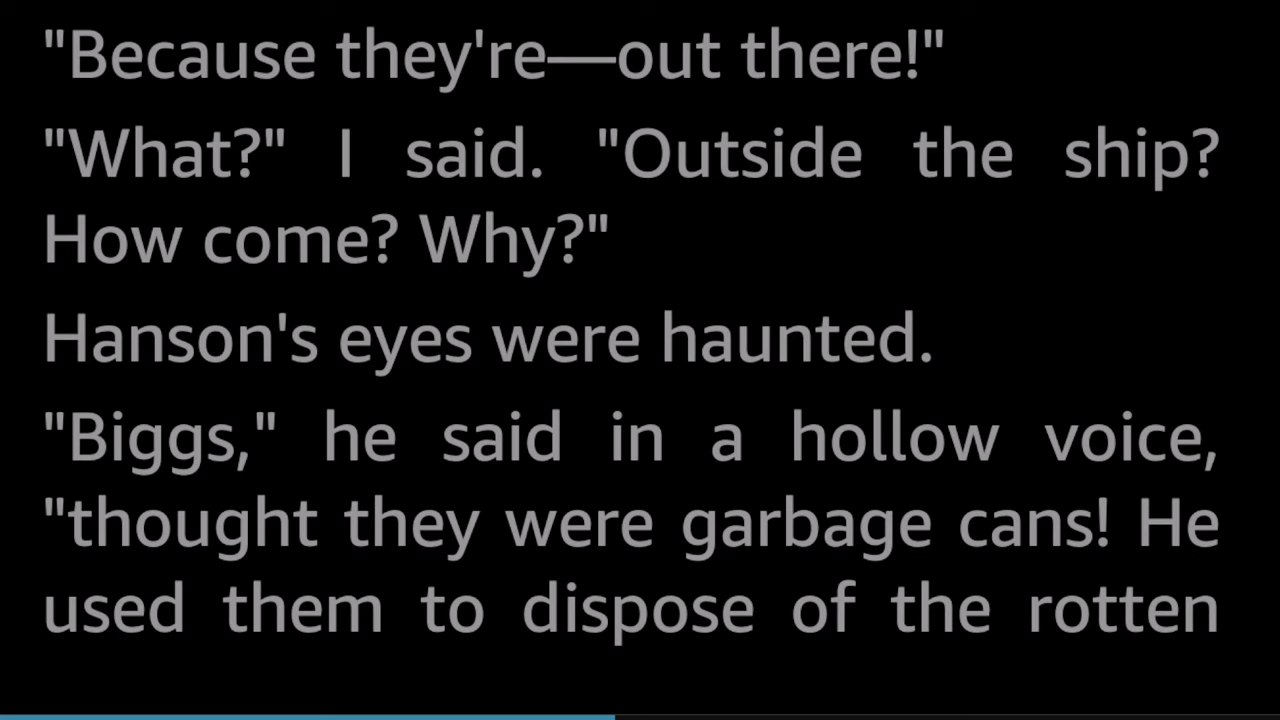 "Because they're—out there!"
"What?" I said. "Outside the ship?
How come? Why?"
Hanson's eyes were haunted.
"Biggs," he said in a hollow voice,
"thought they were garbage cans! He
used them to dispose of the rotten